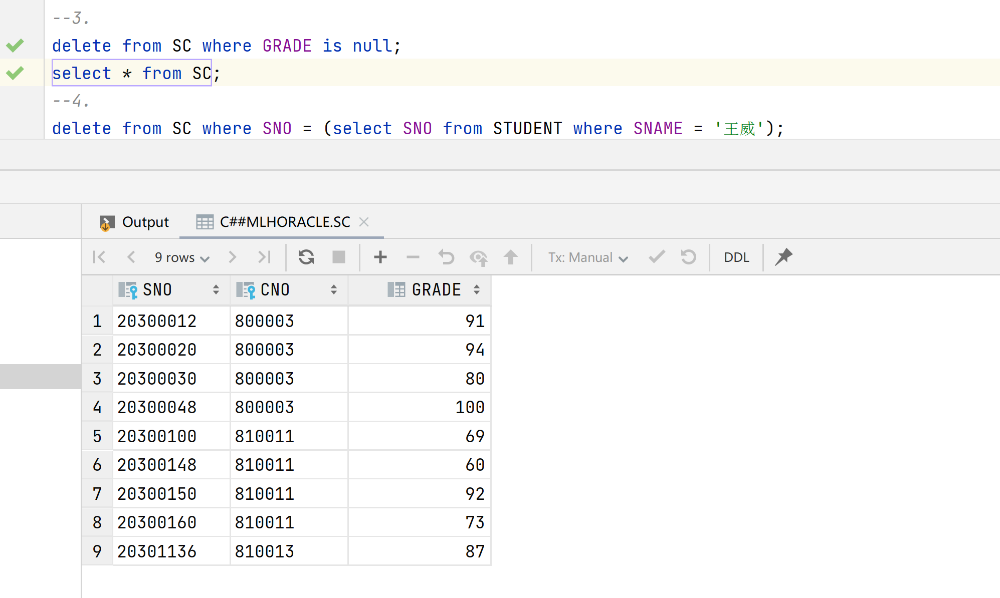 --3.
delete from SC where GRADE is null;
select * from SC;
--4.
delete from SC where SNO = (select SNO from STUDENT where SNAME = '王威');
Output C##MLHORACLE.SC
9 rows Tx: Manual DDL
SNO CNO GRADE
1 20300012 800003 91
2 20300020 800003 94
3 20300030 800003 80
4 20300048 800003 100
5 20300100 810011 69
6 20300148 810011 60
7 20300150 810011 92
8 20300160 810011 73
9 20301136 810013 87